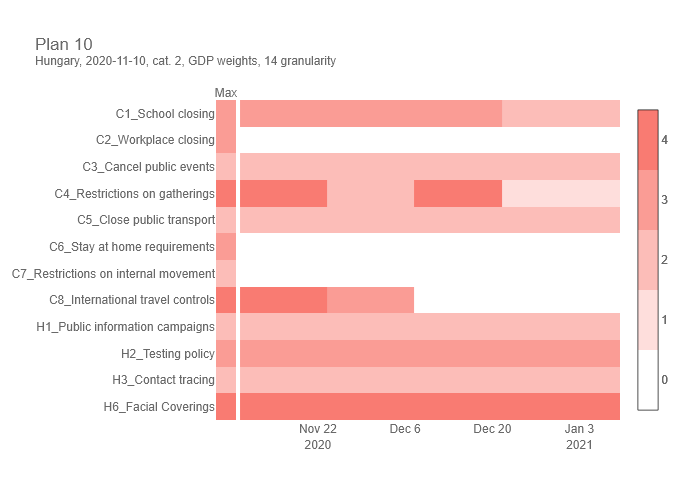 Plan 10
Hungary, 2020-11-10, cat. 2, GDP weights, 14 granularity
Max
C1_School closing
C2_Workplace closing
C3_Cancel public events
C4_Restrictions on gatherings
C5_Close public transport
C6_Stay at home requirements
C7_Restrictions on internal movement
C8_International travel controls
H1_Public information campaigns
H2_Testing policy
H3_Contact tracing
H6_Facial Coverings
4
3
2
1
0
Nov 22 Dec 6 Dec 20 Jan 3
2020 2021